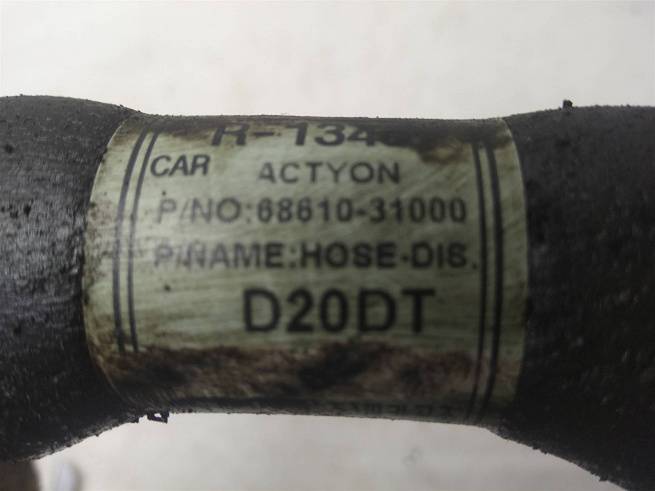 R-134
CAR ACTYON
P/NO:68610-31000
P/NAME:HOSE-DIS.
D20DT